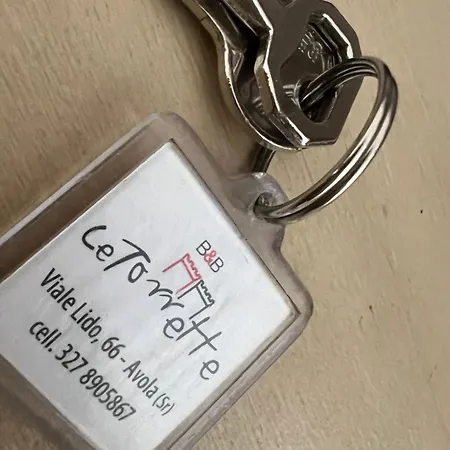 B&B
LeTorrette
Viale Lido, 66 - Avola (Sr)
cell. 327 8905867